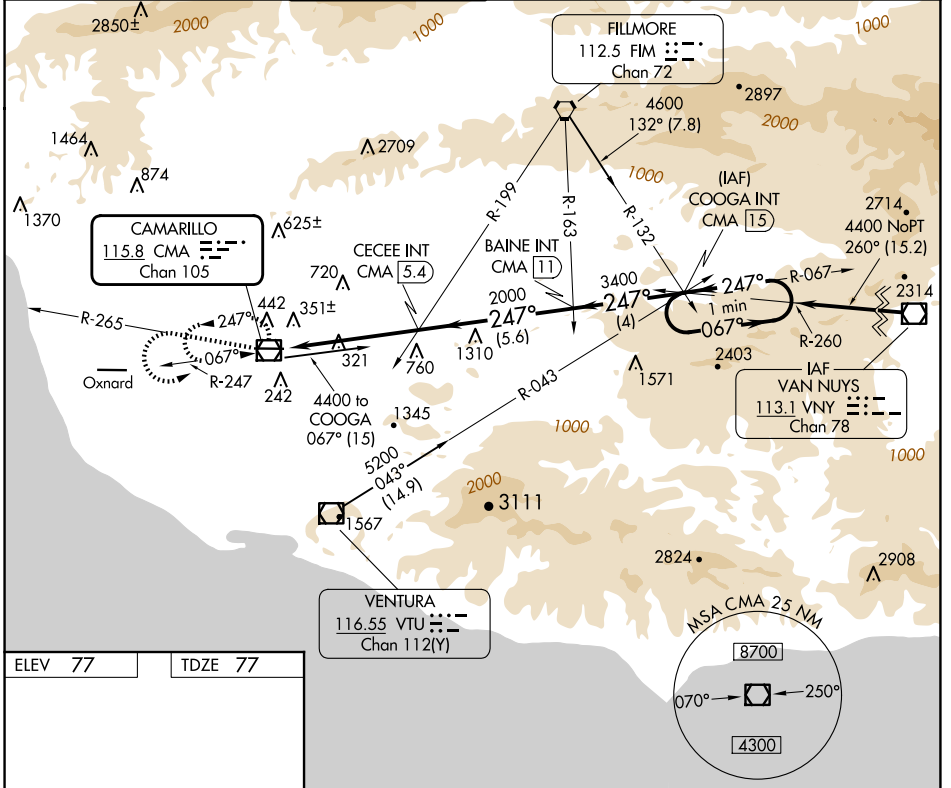 2850±
2000
1000
FILLMORE
112.5 FIM
Chan 72
1000
4600
132° (7.8)
2897
2000
1464
874
2709
1000
(IAF)
COOGA INT
CMA 15
1370
R-199
R-163
R-132
2714
4400 NoPT
260° (15.2)
CAMARILLO
115.8 CMA
Chan 105
625±
CECEE INT
CMA 5.4
BAINE INT
CMA 11
720
3400
247°
(4)
247°
R-067
1 min
067°
2314
R-265
247°
442
351±
2000
247°
(5.6)
R-260
067°
R-247
321
760
1310
Oxnard
242
4400 to
COOGA
067° (15)
R-043
1571
2403
IAF
VAN NUYS
113.1 VNY
Chan 78
1345
1000
1000
5200
043°
(14.9)
2000
3111
1567
2824
2908
VENTURA
116.55 VTU
Chan 112(Y)
MSA CMA 25 NM
8700
070°
250°
4300
ELEV 77
TDZE 77